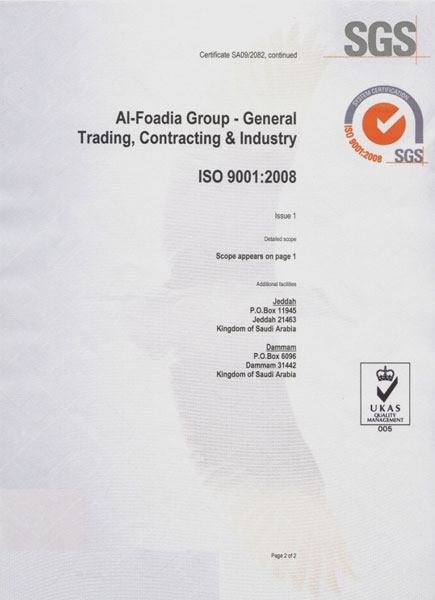 SGS
Certificate SA09/2082, continued
SYSTEM CERTIFICATION
ISO 9001:2008
SGS
Al-Foadia Group - General
Trading, Contracting & Industry
ISO 9001:2008
Issue 1
Detailed scope
Scope appears on page 1
Additional facilities
Jeddah
P.O.Box 11945
Jeddah 21463
Kingdom of Saudi Arabia
Dammam
P.O.Box 6096
Dammam 31442
Kingdom of Saudi Arabia
UKAS
QUALITY
MANAGEMENT
005
Page 2 of 2